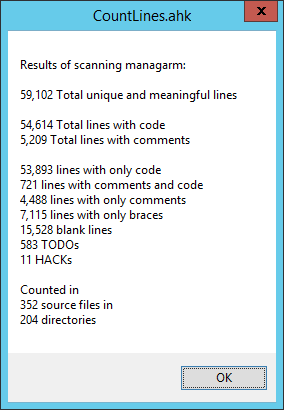 CountLines.ahk
x
Results of scanning managarm:
59,102 Total unique and meaningful lines
54,614 Total lines with code
5,209 Total lines with comments
53,893 lines with only code
721 lines with comments and code
4,488 lines with only comments
7,115 lines with only braces
15,528 blank lines
583 TODOs
11 HACKs
Counted in
352 source files in
204 directories
OK